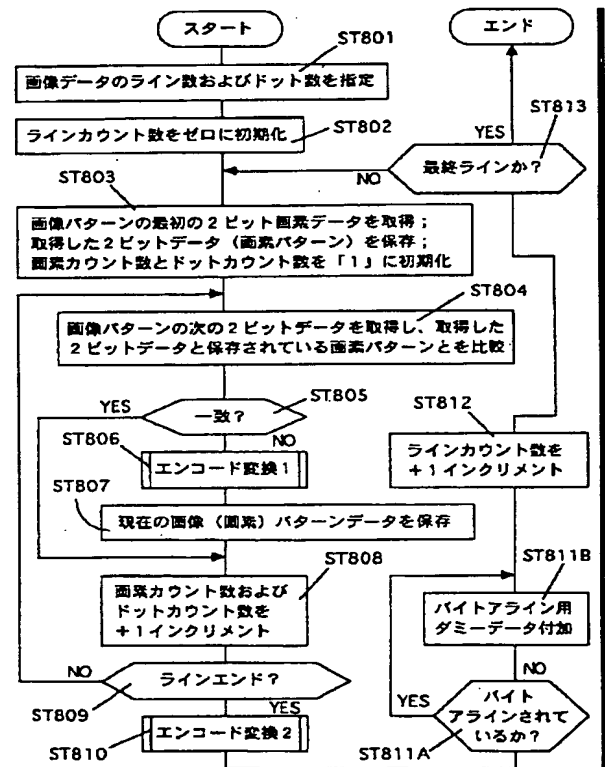 スタート
ST801
画像データのライン数およびドット数を指定
ラインカウント数をゼロに初期化
ST802
ST803
画像パターンの最初の2ビット画素データを取得;
取得した2ビットデータ(画素パターン)を保存;
画素カウント数とドットカウント数を「1」に初期化
ST804
画像パターンの次の2ビットデータを取得し、取得した
2ビットデータと保存されている画素パターンとを比較
YES
一致?
ST805
NO
ST806
エンコード変換1
ST807
現在の画像(画素)パターンデータを保存
ST808
画素カウント数および
ドットカウント数を
+1インクリメント
NO
ラインエンド?
ST809
YES
ST810
エンコード変換2
エンド
YES
ST813
NO
最終ラインか?
ST812
ラインカウント数を
+1インクリメント
ST811B
バイトアライン用
ダミーデータ付加
NO
YES
バイト
アラインされて
いるか?
ST811A